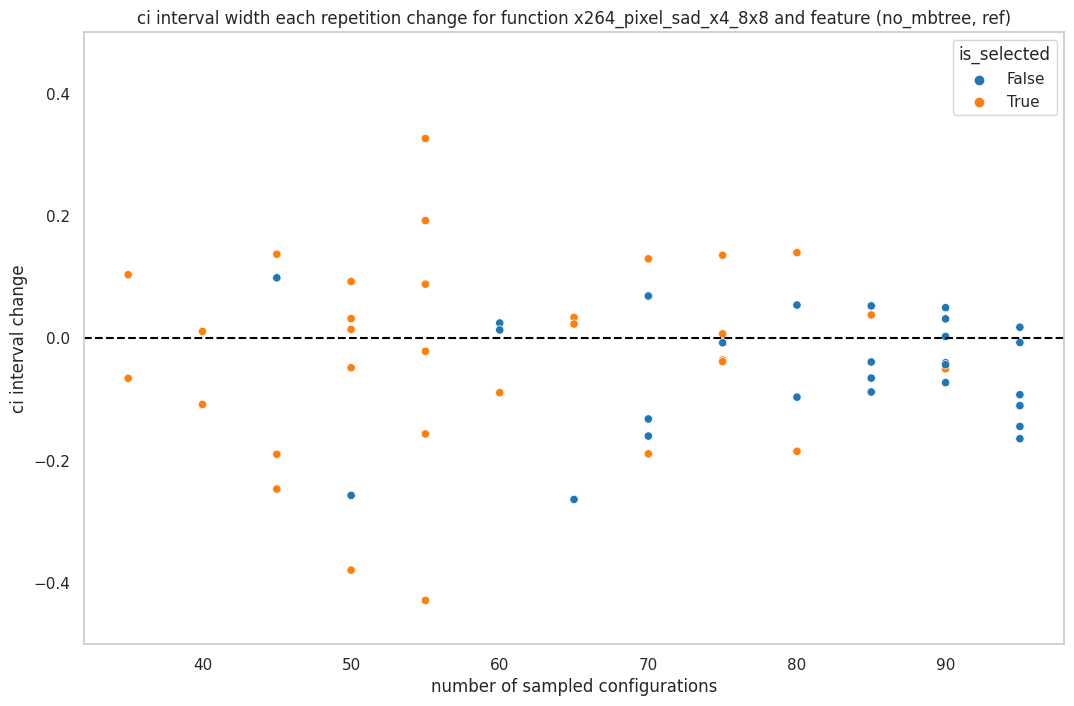 ci interval width each repetition change for function x264_pixel_sad_x4_8x8 and feature (no_mbtree, ref)
is_selected
False
True
0.4
0.2
0.0
−0.2
−0.4
ci interval change
40 50 60 70 80 90
number of sampled configurations